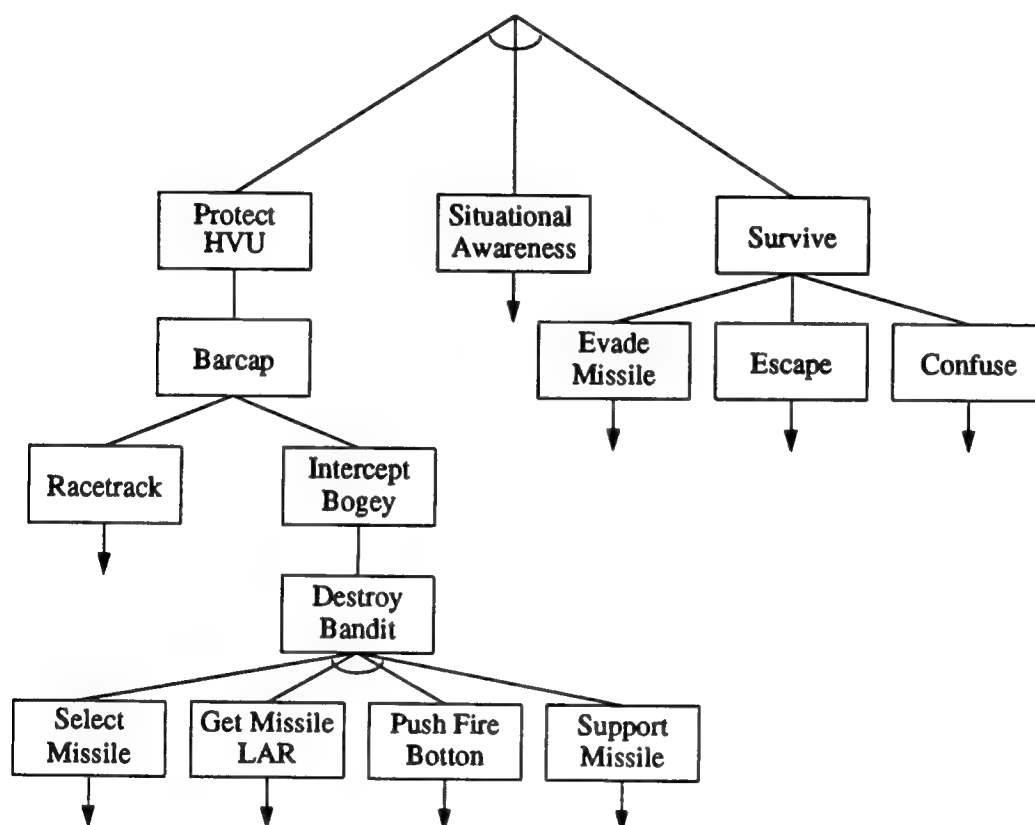 Protect
HVU
Situational
Awareness
Survive
Barcap
Evade
Missile
Escape
Confuse
Racetrack
Intercept
Bogey
Destroy
Bandit
Select
Missile
Get Missile
LAR
Push Fire
Botton
Support
Missile